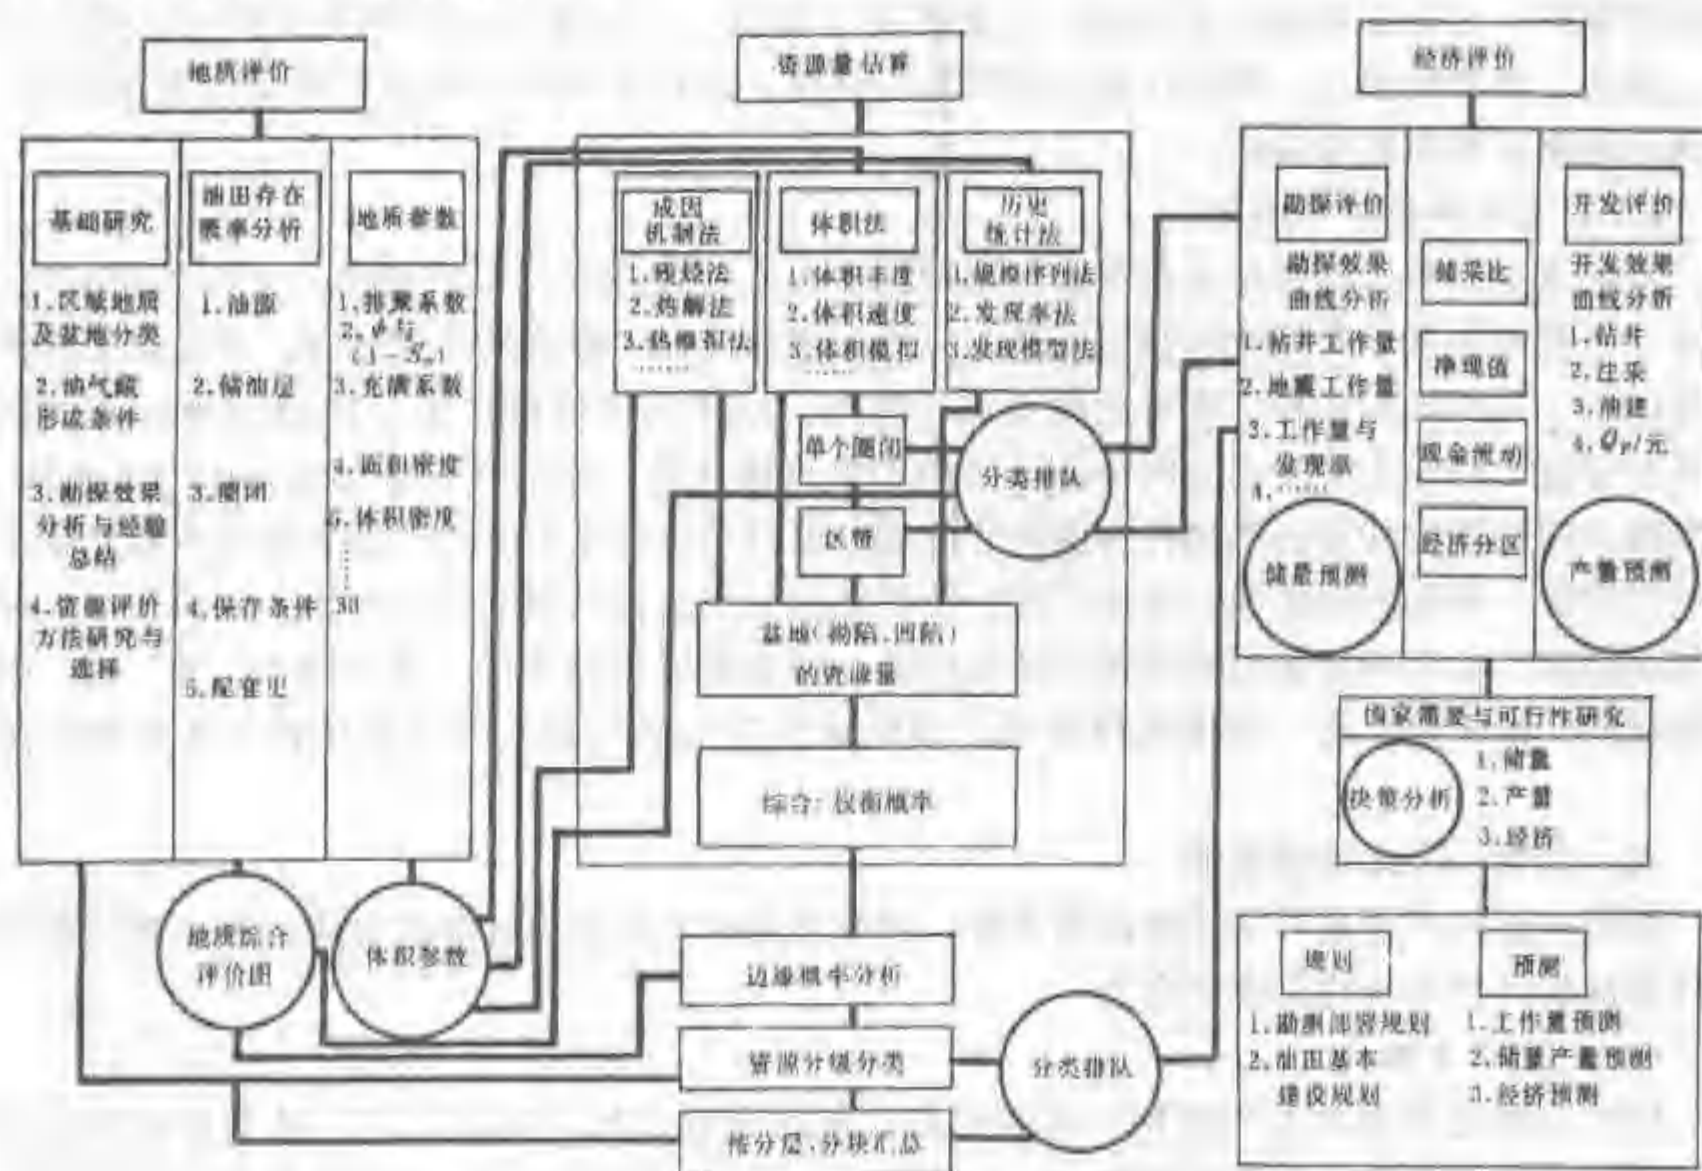 地质评价
基础研究
1.区域地质
及盆地分类
2.油气藏
形成条件
3.勘探效果
分析与经验
总结
4.资源评价
方法研究与
选择
油田存在
概率分析
1.油源
2.储油层
3.圈闭
4.保存条件
5.配套史
地质参数
1.排聚系数
2.φ与
(1-Sw)
3.充满系数
4.面积密度
5.体积密度
……
30
地质综合
评价图
体积参数
资源量估算
成因
机制法
1.残烃法
2.热解法
3.热模拟法
……
体积法
1.体积丰度
2.体积速度
3.体积模拟
……
历史
统计法
1.规模序列法
2.发现率法
3.发现模型法
单个圈闭
区带
分类排队
盆地(坳陷、凹陷)
的资源量
综合:权衡概率
边缘概率分析
资源分级分类
按分层、分块汇总
分类排队
经济评价
勘探评价
勘探效果
曲线分析
1.钻井工作量
2.地震工作量
3.工作量与
发现率
4.……
储量预测
储采比
净现值
现金流动
经济分区
开发评价
开发效果
曲线分析
1.钻井
2.注采
3.油建
4.Qp/元
产量预测
国家需要与可行性研究
决策分析
1.储量
2.产量
3.经济
规划
1.勘测部署规划
2.油田基本
建设规划
预测
1.工作量预测
2.储量产量预测
3.经济预测